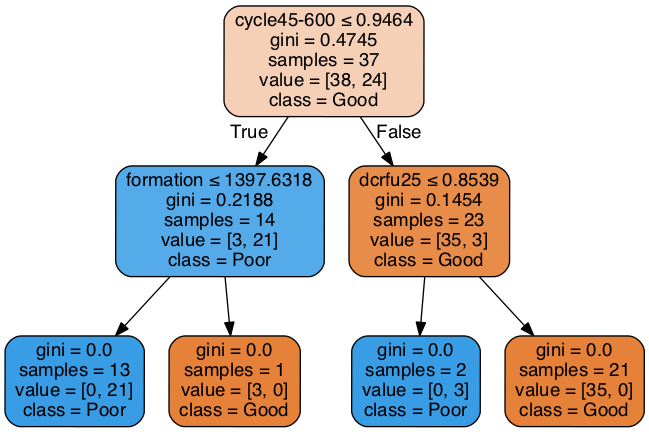 cycle45-600 ≤ 0.9464
gini = 0.4745
samples = 37
value = [38, 24]
class = Good
True
False
formation ≤ 1397.6318
gini = 0.2188
samples = 14
value = [3, 21]
class = Poor
dcrfu25 ≤ 0.8539
gini = 0.1454
samples = 23
value = [35, 3]
class = Good
gini = 0.0
samples = 13
value = [0, 21]
class = Poor
gini = 0.0
samples = 1
value = [3, 0]
class = Good
gini = 0.0
samples = 2
value = [0, 3]
class = Poor
gini = 0.0
samples = 21
value = [35, 0]
class = Good